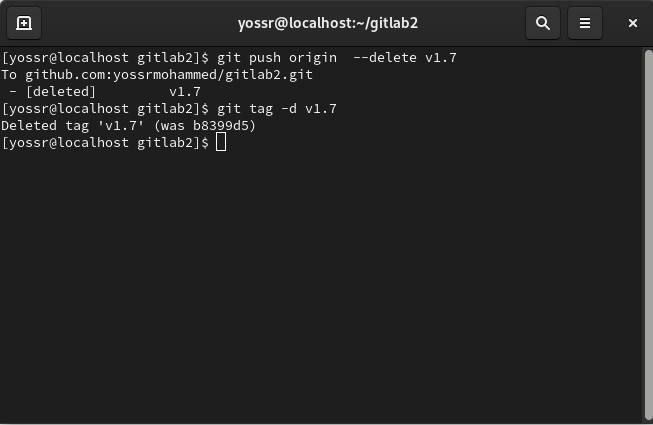 yossr@localhost:~/gitlab2
[yossr@localhost gitlab2]$ git push origin  --delete v1.7
To github.com:yossrmohammed/gitlab2.git
 - [deleted]         v1.7
[yossr@localhost gitlab2]$ git tag -d v1.7
Deleted tag 'v1.7' (was b8399d5)
[yossr@localhost gitlab2]$